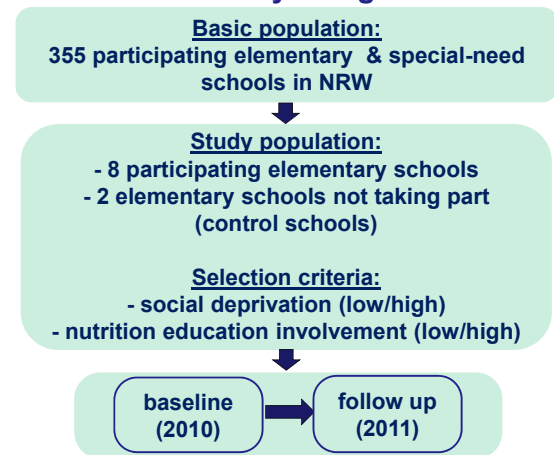 Basic population:
355 participating elementary & special-need
schools in NRW
Study population:
- 8 participating elementary schools
- 2 elementary schools not taking part
(control schools)
Selection criteria:
- social deprivation (low/high)
- nutrition education involvement (low/high)
baseline
(2010)
follow up
(2011)